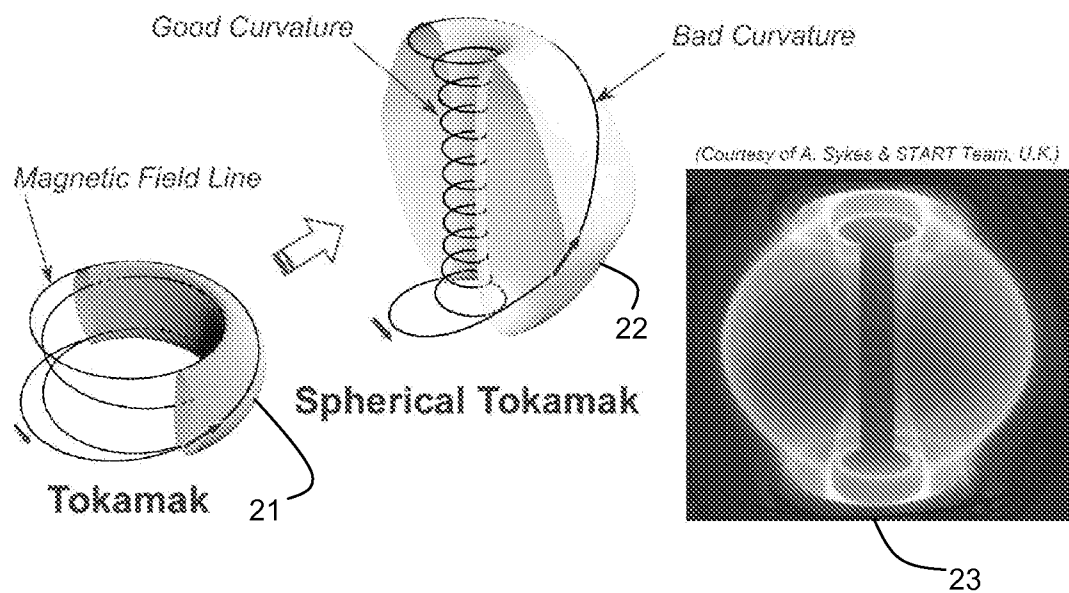 Good Curvature
Bad Curvature
(Courtesy of A. Sykes & START Team, U.K.)
Magnetic Field Line
22
Spherical Tokamak
Tokamak
21
23